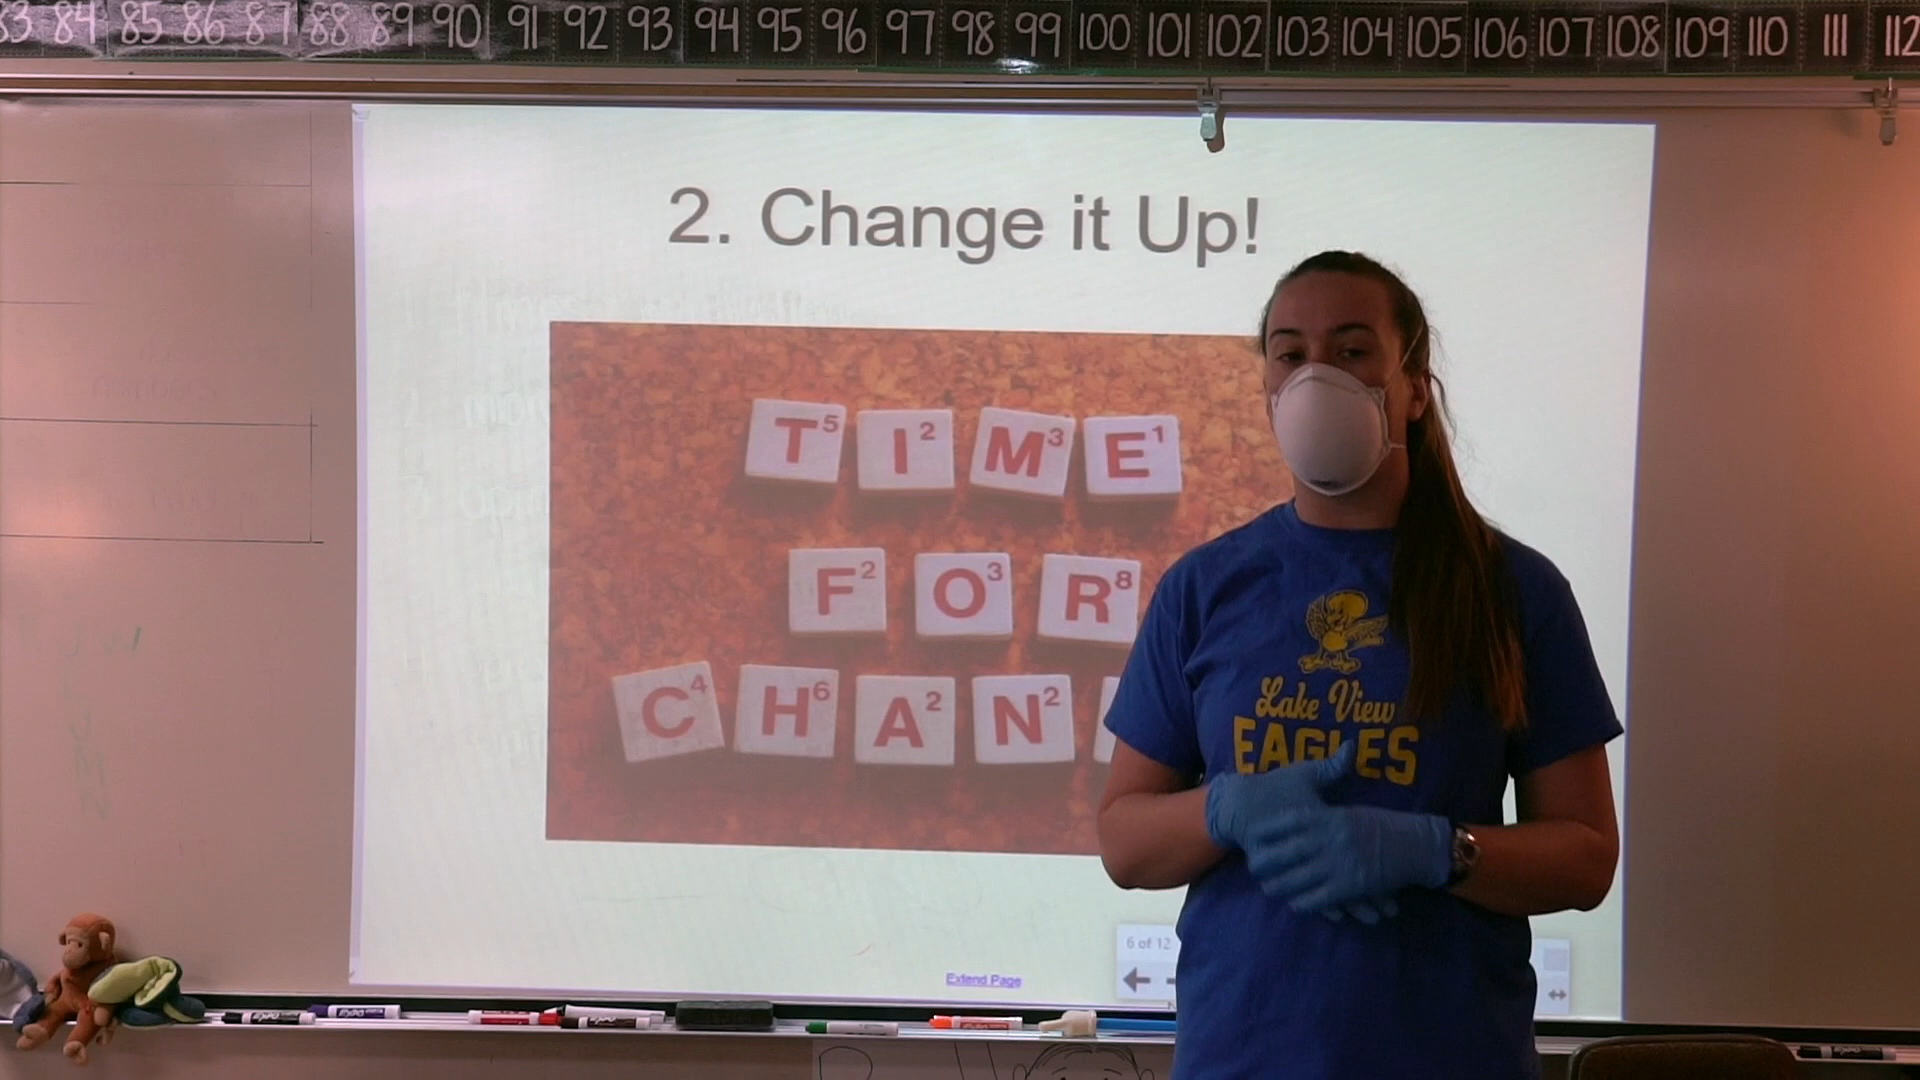 83 84 85 86 87 88 89 90 91 92 93 94 95 96 97 98 99 100 101 102 103 104 105 106 107 108 109 110 111 112
2. Change it Up!
T5 I2 M3 E1
F2 O3 R8
C4 H6 A2 N2
Lake View
EAGLES
6 of 12
Extend Page
EXPO